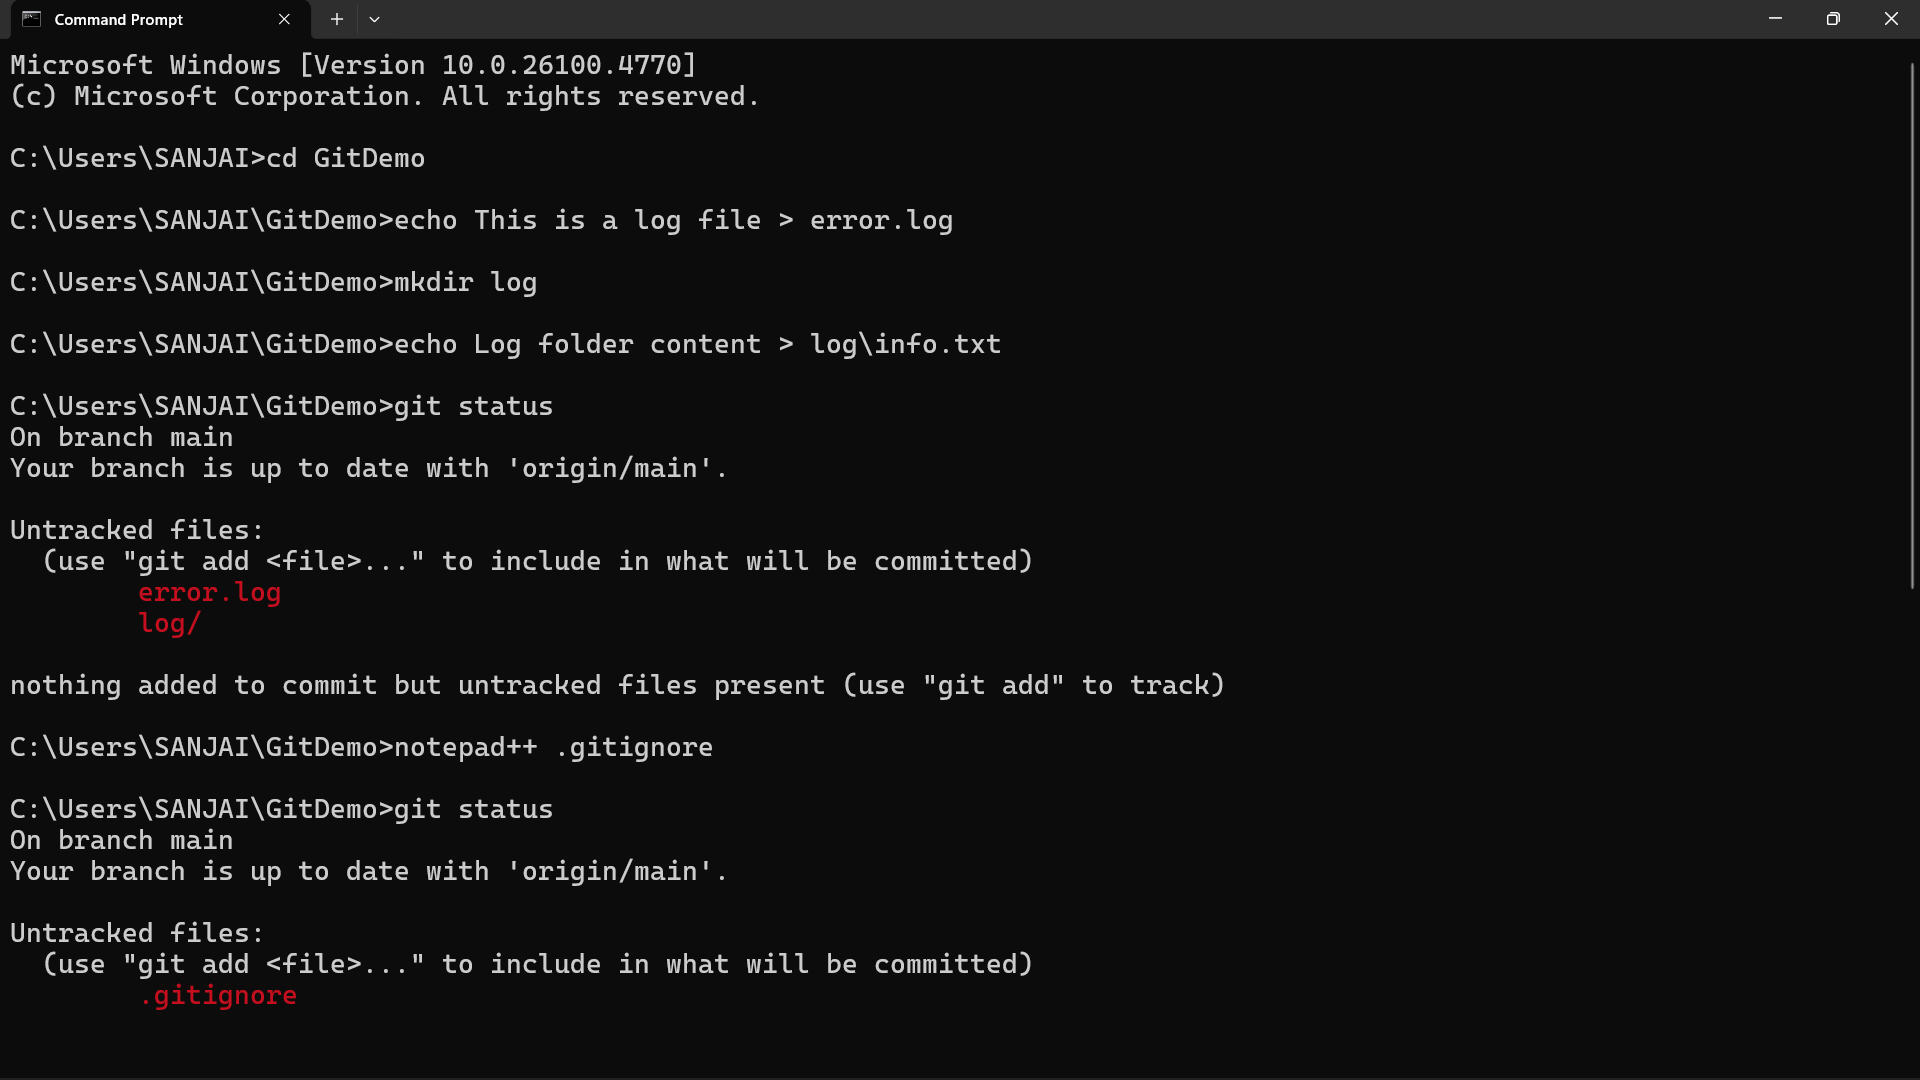 Command Prompt
Microsoft Windows [Version 10.0.26100.4770]
(c) Microsoft Corporation. All rights reserved.
C:\Users\SANJAI>cd GitDemo
C:\Users\SANJAI\GitDemo>echo This is a log file > error.log
C:\Users\SANJAI\GitDemo>mkdir log
C:\Users\SANJAI\GitDemo>echo Log folder content > log\info.txt
C:\Users\SANJAI\GitDemo>git status
On branch main
Your branch is up to date with 'origin/main'.
Untracked files:
  (use "git add <file>..." to include in what will be committed)
        error.log
        log/
nothing added to commit but untracked files present (use "git add" to track)
C:\Users\SANJAI\GitDemo>notepad++ .gitignore
C:\Users\SANJAI\GitDemo>git status
On branch main
Your branch is up to date with 'origin/main'.
Untracked files:
  (use "git add <file>..." to include in what will be committed)
        .gitignore